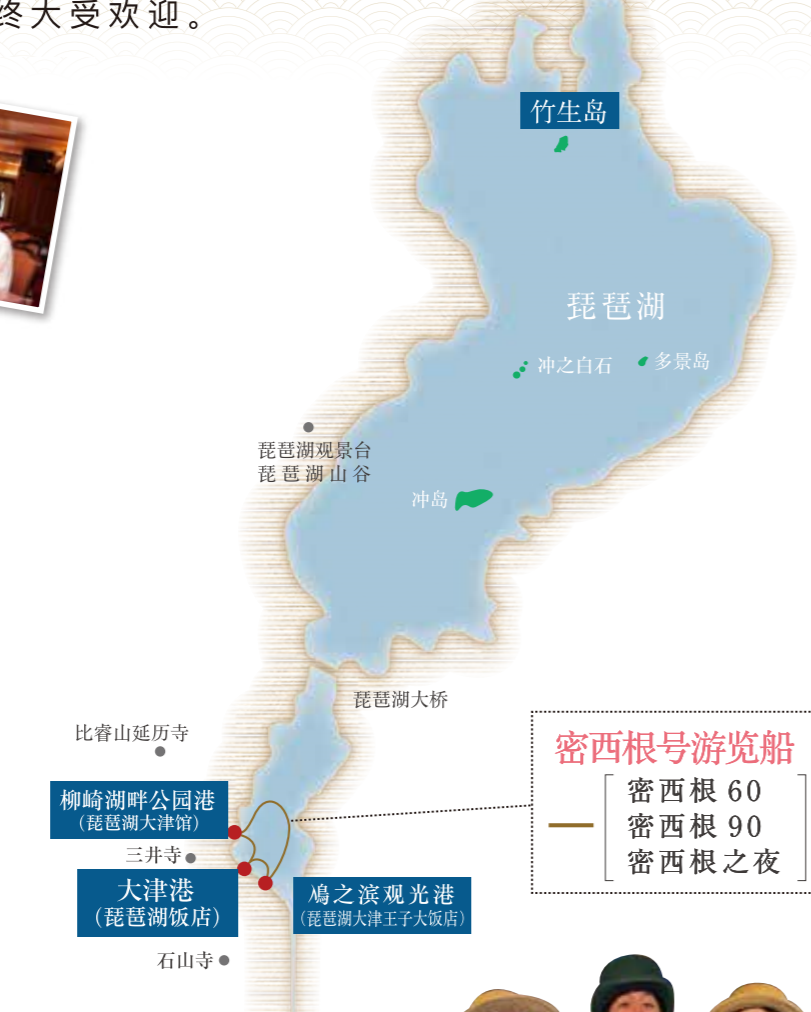 终大受欢迎。
竹生岛
琵琶湖
冲之白石
多景岛
琵琶湖观景台
琵琶湖山谷
冲岛
琵琶湖大桥
比睿山延历寺
密西根号游览船
密西根 60
密西根 90
密西根之夜
柳崎湖畔公园港
（琵琶湖大津馆）
三井寺
大津港
（琵琶湖饭店）
鳰之滨观光港
（琵琶湖大津王子大饭店）
石山寺